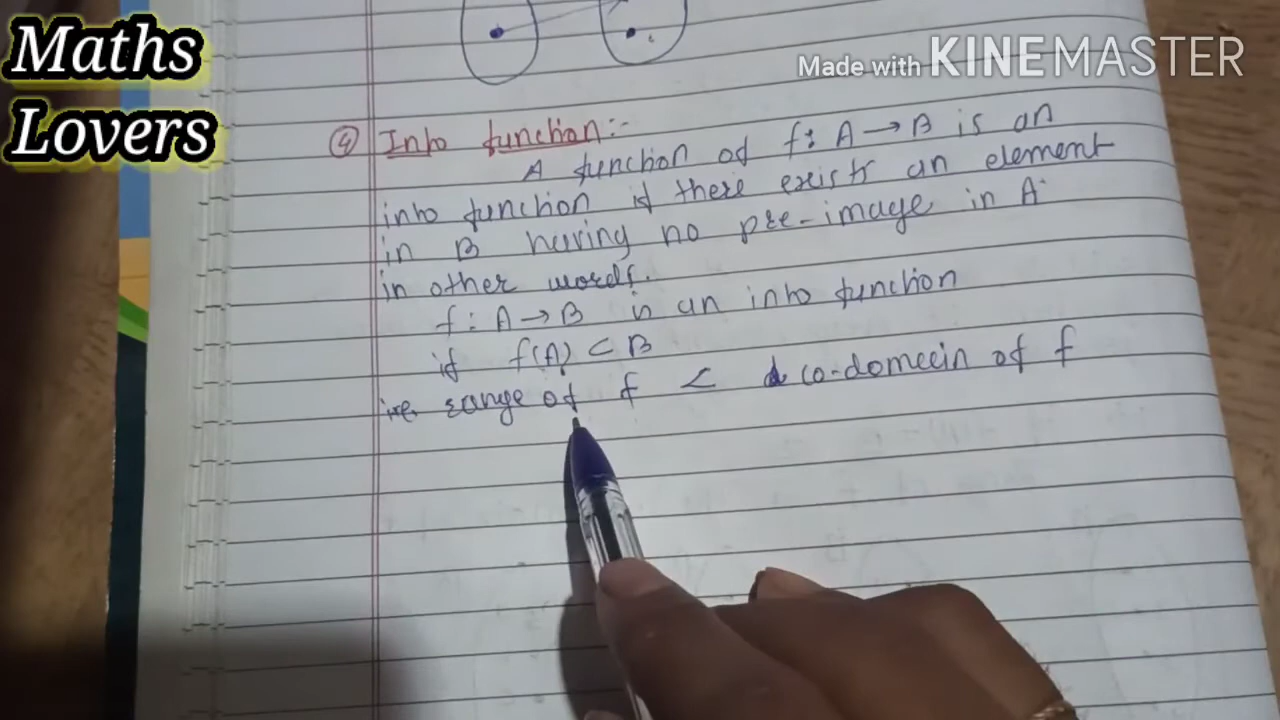 Maths
Lovers
Made with KINEMASTER
④ Into function:-
A function of f: A → B is an
into function if there exists an element
in B having no pre-image in A.
in other words.
f: A → B is an into function
if f(A) ⊂ B
i.e. range of f < co-domain of f